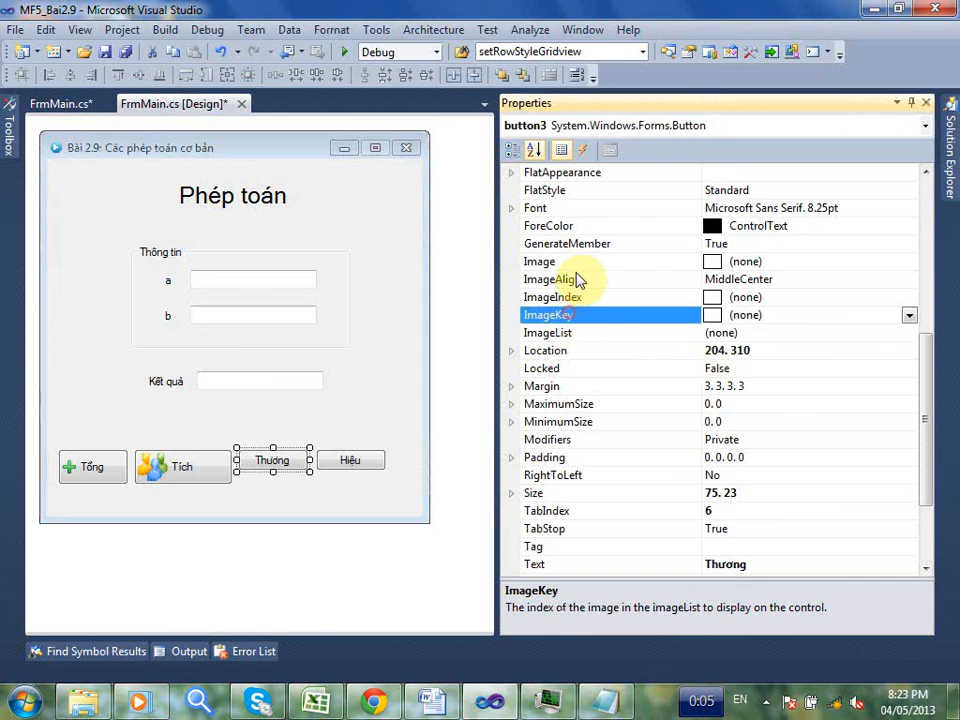 MF5_Bai2.9 - Microsoft Visual Studio
File Edit View Project Build Debug Team Data Format Tools Architecture Test Analyze Window Help
Debug setRowStyleGridview
FrmMain.cs* FrmMain.cs [Design]*
Toolbox
Bài 2.9: Các phép toán cơ bản
Phép toán
Thông tin
a
b
Kết quả
Tổng Tích Thương Hiệu
Properties
button3 System.Windows.Forms.Button
FlatAppearance
FlatStyle Standard
Font Microsoft Sans Serif, 8.25pt
ForeColor ControlText
GenerateMember True
Image (none)
ImageAlign MiddleCenter
ImageIndex (none)
ImageKey (none)
ImageList (none)
Location 204, 310
Locked False
Margin 3, 3, 3, 3
MaximumSize 0, 0
MinimumSize 0, 0
Modifiers Private
Padding 0, 0, 0, 0
RightToLeft No
Size 75, 23
TabIndex 6
TabStop True
Tag
Text Thương
ImageKey
The index of the image in the imageList to display on the control.
Solution Explorer
Find Symbol Results Output Error List
0:05 EN 8:23 PM
04/05/2013